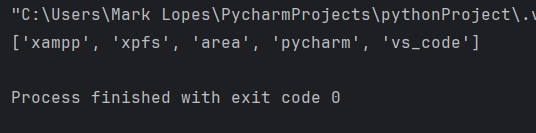 "C:\Users\Mark Lopes\PycharmProjects\pythonProject\.v
['xampp', 'xpfs', 'area', 'pycharm', 'vs_code']
Process finished with exit code 0